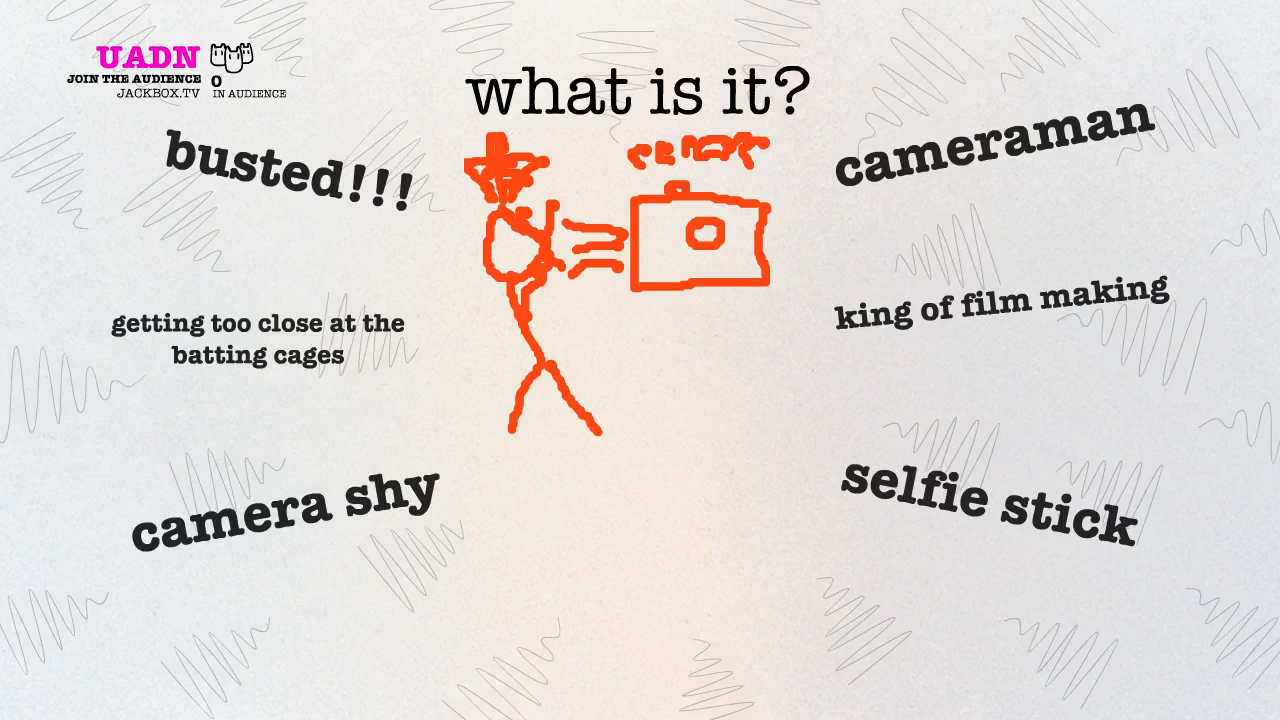 UADN
JOIN THE AUDIENCE
JACKBOX.TV
0
IN AUDIENCE
what is it?
busted!!!
cameraman
getting too close at the
batting cages
king of film making
camera shy
selfie stick